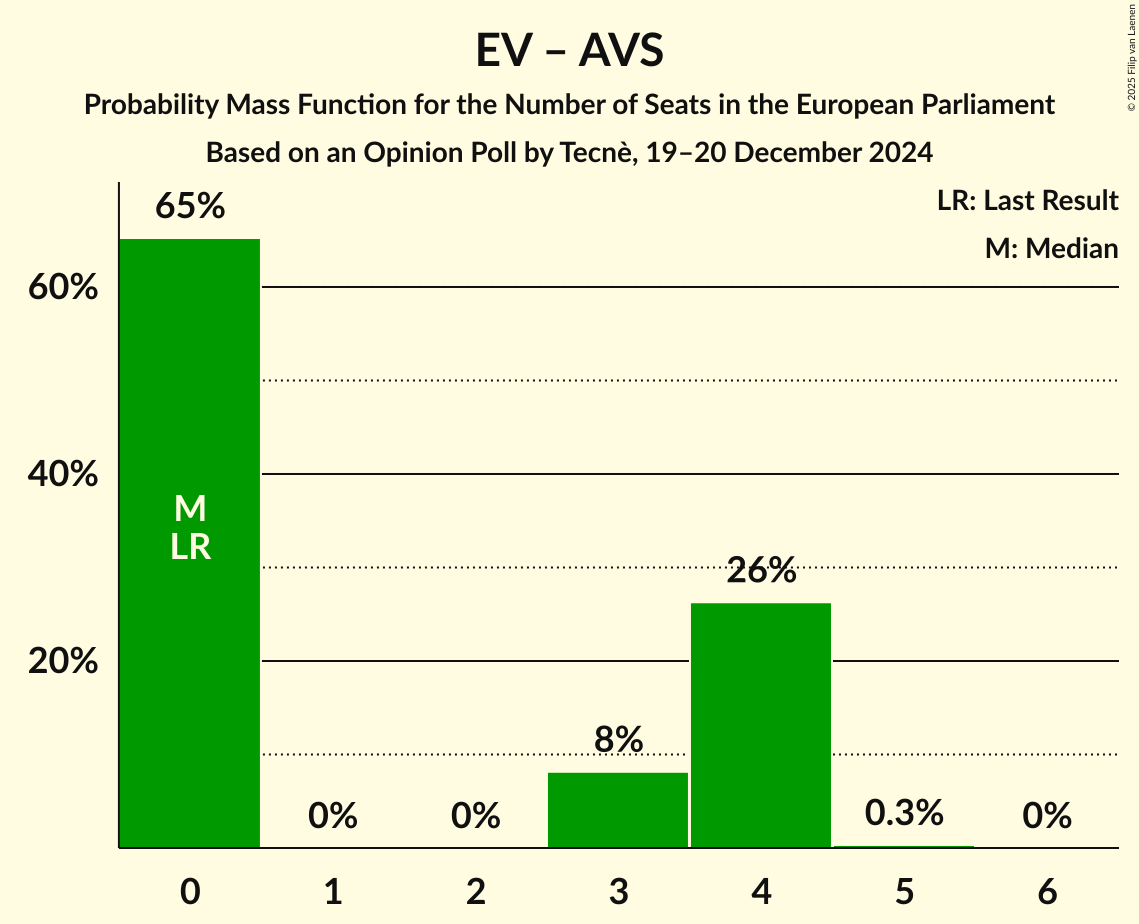 EV – AVS
Probability Mass Function for the Number of Seats in the European Parliament
Based on an Opinion Poll by Tecnè, 19–20 December 2024
© 2025 Filip van Laenen
LR: Last Result
M: Median
65%
60%
40%
20%
M
LR
0%
0%
8%
26%
0.3%
0%
0
1
2
3
4
5
6